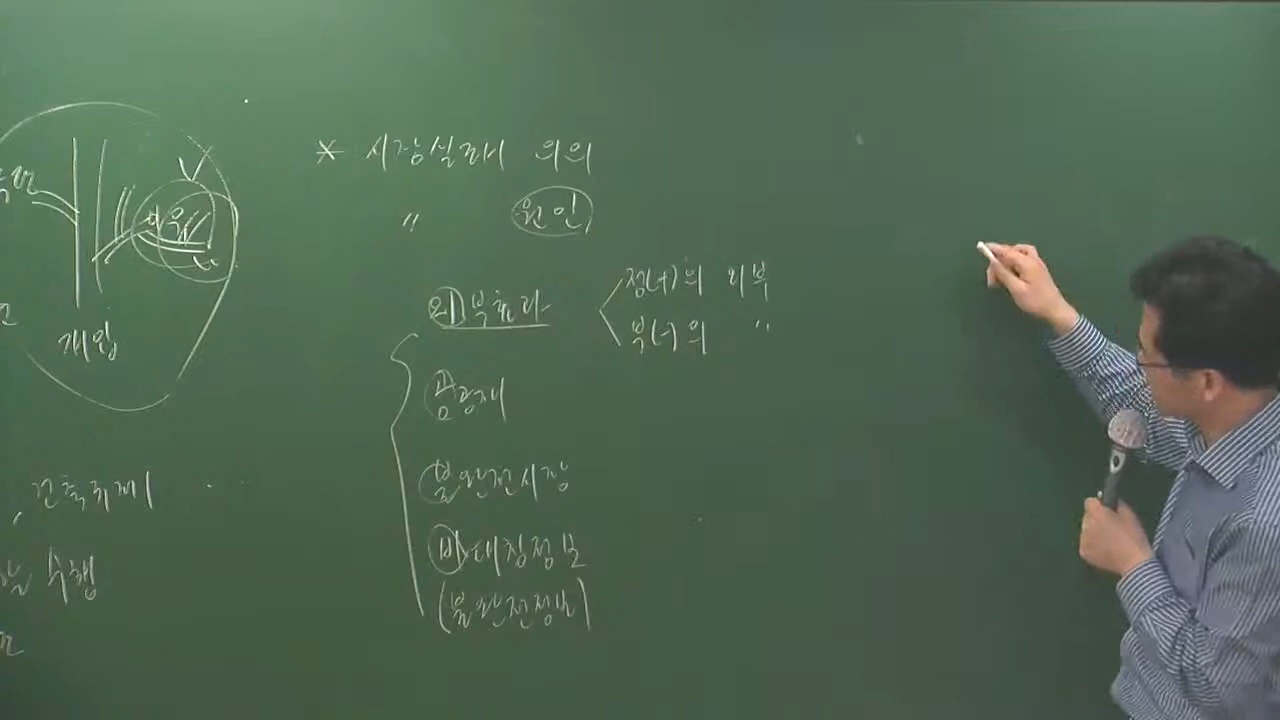 * 시장실패 의의
〃 원인
외부효과
정(+)의 외부
부(-)의 〃
공공재
불완전시장
비대칭정보
(불완전정보)
개입
건축규제
수행